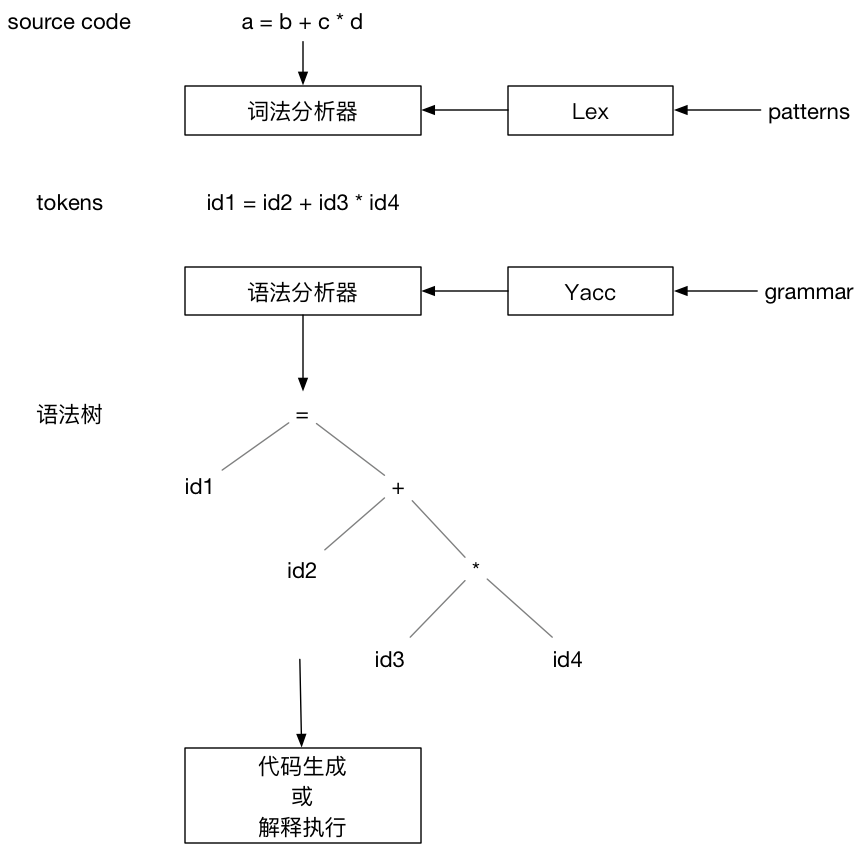 source code
a = b + c * d
词法分析器
Lex
patterns
tokens
id1 = id2 + id3 * id4
语法分析器
Yacc
grammar
语法树
=
id1
+
id2
*
id3
id4
代码生成
或
解释执行